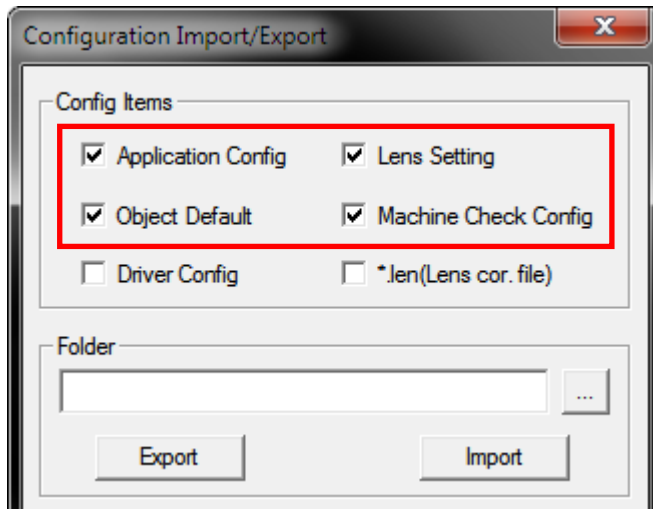 Configuration Import/Export
Config Items
Application Config Lens Setting
Object Default Machine Check Config
Driver Config *.len(Lens cor. file)
Folder
...
Export Import